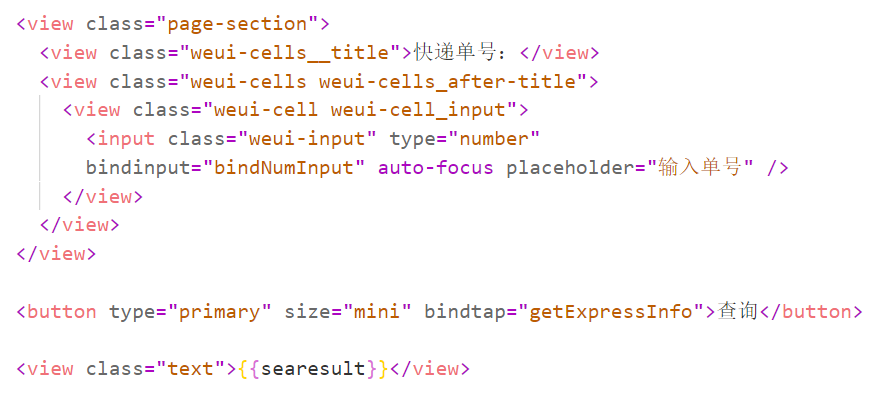 <view class="page-section">
<view class="weui-cells__title">快递单号：</view>
<view class="weui-cells weui-cells_after-title">
<view class="weui-cell weui-cell_input">
<input class="weui-input" type="number"
bindinput="bindNumInput" auto-focus placeholder="输入单号" />
</view>
</view>
</view>
<button type="primary" size="mini" bindtap="getExpressInfo">查询</button>
<view class="text">{{searesult}}</view>